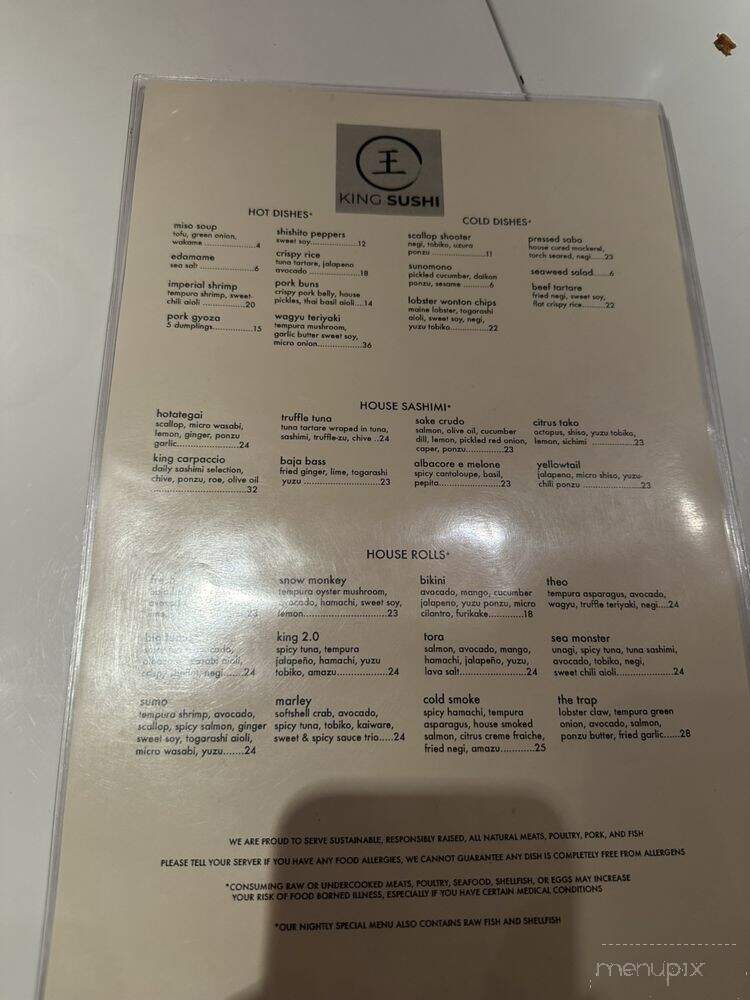 王
KING SUSHI
HOT DISHES*
miso soup
tofu, green onion,
wakame ................4
edamame
sea salt ..................6
imperial shrimp
tempura shrimp, sweet-
chili aioli ................20
pork gyoza
5 dumplings.............15
shishito peppers
sweet soy.................12
crispy rice
tuna tartare, jalapeno
avocado .................18
pork buns
crispy pork belly, house
pickles, thai basil aioli....14
wagyu teriyaki
tempura mushroom,
garlic butter sweet soy,
micro onion...............36
COLD DISHES*
scallop shooter
negi, tobiko, uzura
ponzu ...................11
sunomono
pickled cucumber, daikon
ponzu, sesame ...........6
lobster wonton chips
maine lobster, togarashi
aioli, sweet soy, negi,
yuzu tobiko..............22
pressed saba
house cured mackerel,
torch seared, negi.....23
seaweed salad......6
beef tartare
fried negi, sweet soy,
flat crispy rice........22
HOUSE SASHIMI*
hotategai
scallop, micro wasabi,
lemon, ginger, ponzu
garlic......................24
king carpaccio
daily sashimi selection,
chive, ponzu, roe, olive oil
..............................32
truffle tuna
tuna tartare wraped in tuna,
sashimi, truffle-zu, chive ..24
baja bass
fried ginger, lime, togarashi
yuzu ........................23
sake crudo
salmon, olive oil, cucumber
dill, lemon, pickled red onion,
caper, ponzu................23
albacore e melone
spicy cantaloupe, basil,
pepita.......................23
citrus tako
octopus, shiso, yuzu tobiko,
lemon, sichimi ...............23
yellowtail
jalapeno, micro shiso, yuzu-
chili ponzu ..................23
HOUSE ROLLS*
23
avocado,
aioli,
negi......24
sumo
tempura shrimp, avocado,
scallop, spicy salmon, ginger
sweet soy, togarashi aioli,
micro wasabi, yuzu.......24
snow monkey
tempura oyster mushroom,
avocado, hamachi, sweet soy,
lemon.......................23
king 2.0
spicy tuna, tempura
jalapeño, hamachi, yuzu
tobiko, amazu..............24
marley
softshell crab, avocado,
spicy tuna, tobiko, kaiware,
sweet & spicy sauce trio.....24
bikini
avocado, mango, cucumber
jalapeno, yuzu ponzu, micro
cilantro, furikake............18
tora
salmon, avocado, mango,
hamachi, jalapeño, yuzu,
lava salt.....................24
cold smoke
spicy hamachi, tempura
asparagus, house smoked
salmon, citrus creme fraiche,
fried negi, amazu............25
theo
tempura asparagus, avocado,
wagyu, truffle teriyaki, negi....24
sea monster
unagi, spicy tuna, tuna sashimi,
avocado, tobiko, negi,
sweet chili aioli...............24
the trap
lobster claw, tempura green
onion, avocado, salmon,
ponzu butter, fried garlic......28
WE ARE PROUD TO SERVE SUSTAINABLE, RESPONSIBLY RAISED, ALL NATURAL MEATS, POULTRY, PORK, AND FISH
PLEASE TELL YOUR SERVER IF YOU HAVE ANY FOOD ALLERGIES, WE CANNOT GUARANTEE ANY DISH IS COMPLETELY FREE FROM ALLERGENS
*CONSUMING RAW OR UNDERCOOKED MEATS, POULTRY, SEAFOOD, SHELLFISH, OR EGGS MAY INCREASE
YOUR RISK OF FOOD BORNED ILLNESS, ESPECIALLY IF YOU HAVE CERTAIN MEDICAL CONDITIONS
*OUR NIGHTLY SPECIAL MENU ALSO CONTAINS RAW FISH AND SHELLFISH
menupix